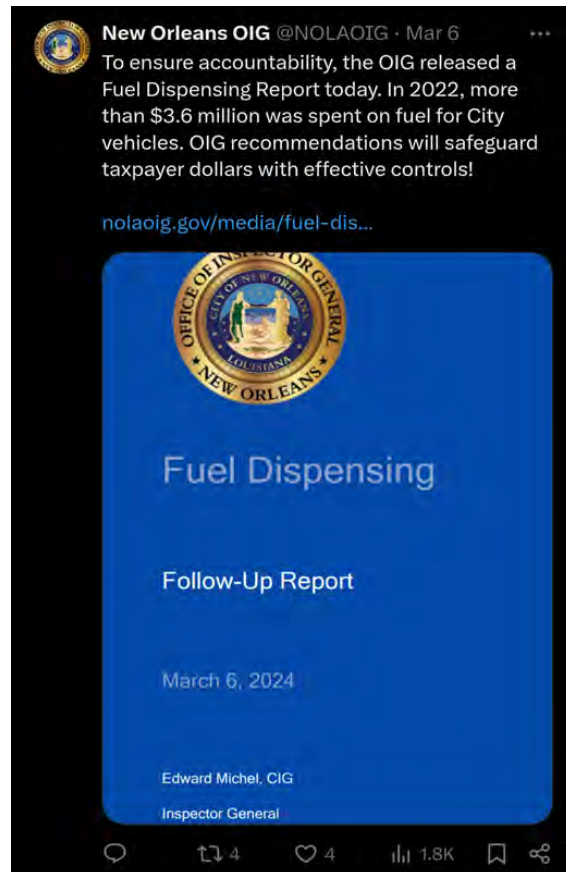 New Orleans OIG @NOLAOIG · Mar 6
To ensure accountability, the OIG released a
Fuel Dispensing Report today. In 2022, more
than $3.6 million was spent on fuel for City
vehicles. OIG recommendations will safeguard
taxpayer dollars with effective controls!
nolaoig.gov/media/fuel-dis...
OFFICE OF INSPECTOR GENERAL
CITY OF NEW ORLEANS
LOUISIANA
NEW ORLEANS
Fuel Dispensing
Follow-Up Report
March 6, 2024
Edward Michel, CIG
Inspector General
4 4 1.8K